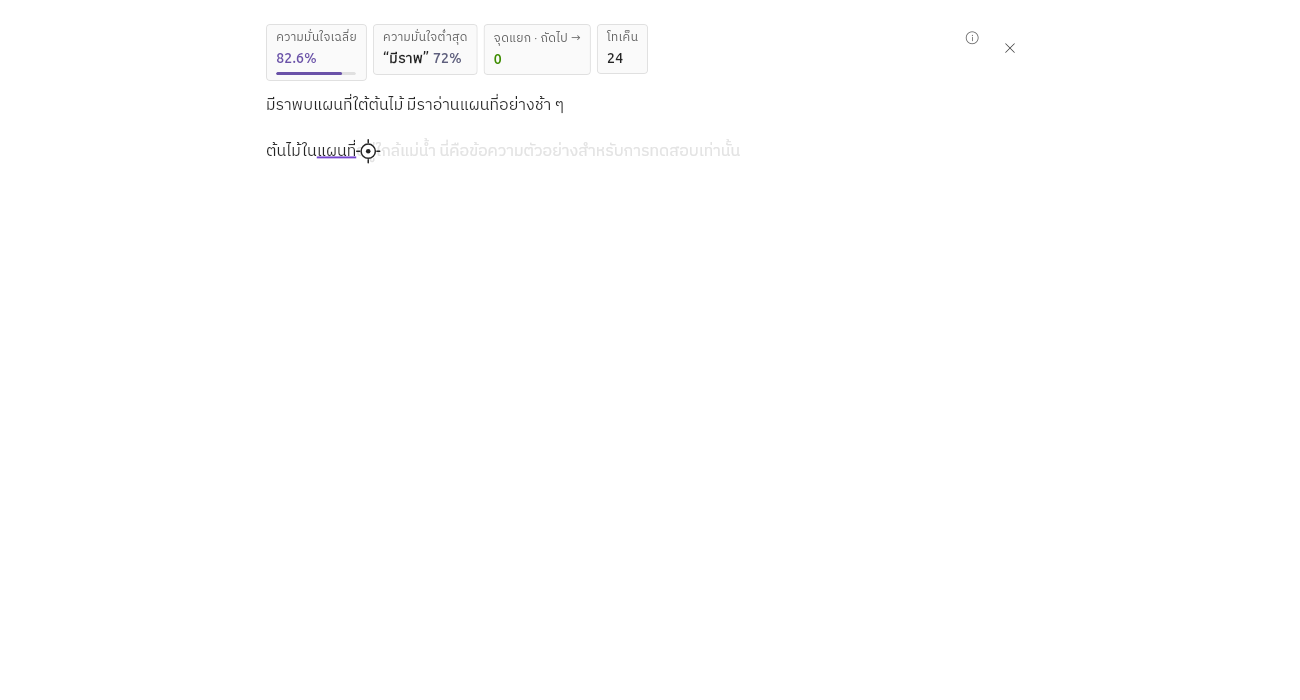 ความมั่นใจเฉลี่ย
82.6%
ความมั่นใจต่ำสุด
“มีราพ” 72%
จุดแยก · ถัดไป →
0
โทเค็น
24
มีราพบแผนที่ใต้ต้นไม้ มีราอ่านแผนที่อย่างช้า ๆ
ต้นไม้ในแผนที่ ใกล้แม่น้ำ นี่คือข้อความตัวอย่างสำหรับการทดสอบเท่านั้น